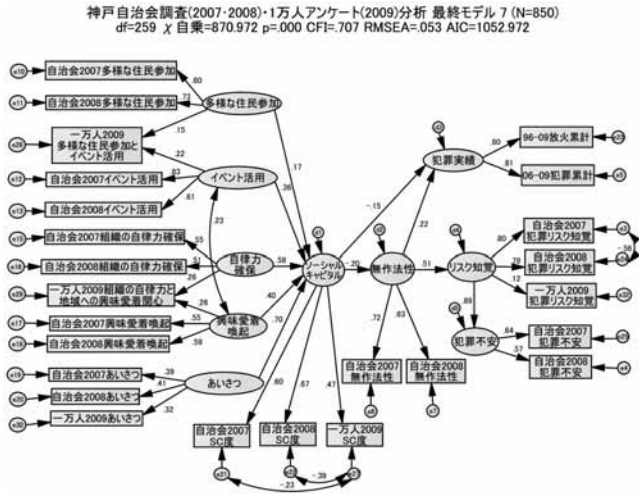 神戸自治会調査(2007・2008)・1万人アンケート(2009)分析 最終モデル 7 (N=850)
df=259 χ自乗=870.972 p=.000 CFI=.707 RMSEA=.053 AIC=1052.972
e10
自治会2007多様な住民参加
.60
e11
自治会2008多様な住民参加
.73
多様な住民参加
e28
一万人2009
多様な住民参加と
イベント活用
.15
.22
.17
e12
自治会2007イベント活用
.83
イベント活用
.36
e13
自治会2008イベント活用
.61
.23
e15
自治会2007組織の自律力確保
.55
e16
自治会2008組織の自律力確保
.51
自律力
確保
.58
.26
e29
一万人2009組織の自律力と
地域への興味愛着関心
.26
e17
自治会2007興味愛着喚起
.55
興味愛着
喚起
.40
e18
自治会2008興味愛着喚起
.58
.70
e19
自治会2007あいさつ
.39
e20
自治会2008あいさつ
.41
あいさつ
e30
一万人2009あいさつ
.32
d1
ソーシャル
キャピタル
-.15
-.20
無作法性
.22
.51
犯罪実績
.80
96-09放火累計
.81
06-09犯罪累計
e5
リスク知覚
.80
自治会2007
犯罪リスク知覚
自治会2008
犯罪リスク知覚
-.56
.12
一万人2009
犯罪リスク知覚
e32
.89
犯罪不安
.64
自治会2007
犯罪不安
.57
自治会2008
犯罪不安
e4
.72
.63
自治会2007
無作法性
自治会2008
無作法性
e8
e7
.60
.67
.47
自治会2007
SC度
自治会2008
SC度
一万人2009
SC度
e21
-.39
-.23